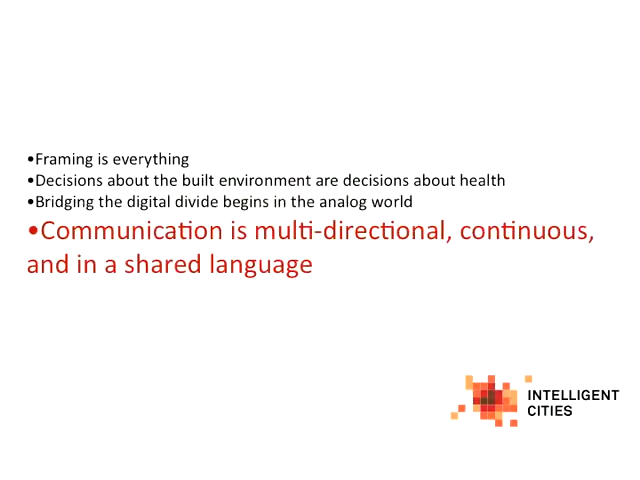 •Framing is everything
•Decisions about the built environment are decisions about health
•Bridging the digital divide begins in the analog world
•Communication is multi-directional, continuous,
and in a shared language
INTELLIGENT
CITIES